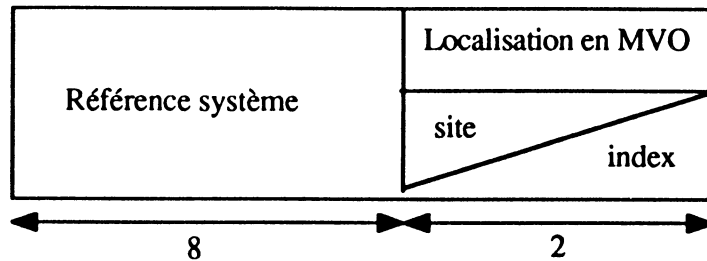 Localisation en MVO
Référence système
site
index
8
2